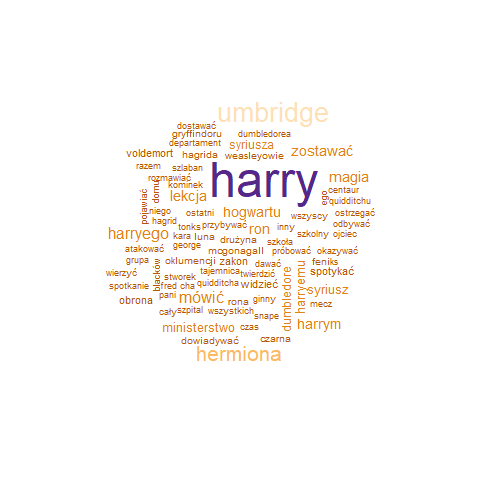 umbridge
dostawać
gryffindoru
dumbledorea
departament
syriusza
voldemort
hagrida
weasleyowie
zostawać
razem
szlaban
harry
rozmawiać
magia
kominek
domu
pojawiać
lekcja
ego
centaur
quidditchu
niego
ostatni
hogwartu
wszyscy
ostrzegać
hagrid
tonks
przybywać
ron
inny
odbywać
harryego
kara
luna
drużyna
szkolny
ojciec
atakować
george
mcgonagall
szkoła
próbować
okazywać
grupa
blacków
oklumencji
zakon
dawać
feniks
wierzyć
stworek
tajemnica
twierdzić
spotykać
spotkanie
fred
cha
quidditcha
widzieć
dumbledore
harryemu
syriusz
obrona
pani
mówić
rona
ginny
mecz
cały
szpital
wszystkich
snape
ministerstwo
czas
harrym
dowiadywać
czarna
hermiona